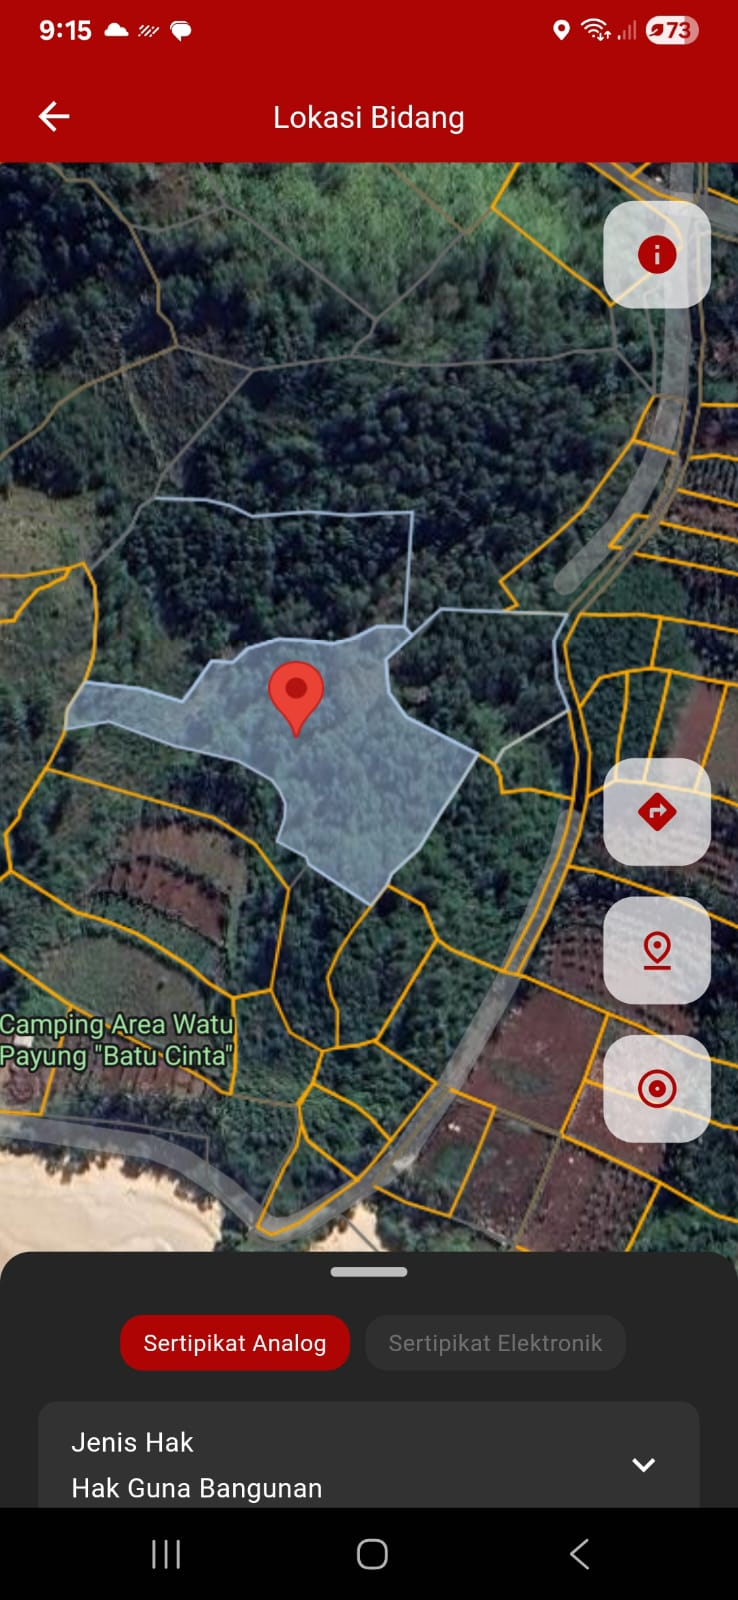 9:15
73
Lokasi Bidang
Camping Area Watu
Payung "Batu Cinta"
Sertipikat Analog
Sertipikat Elektronik
Jenis Hak
Hak Guna Bangunan